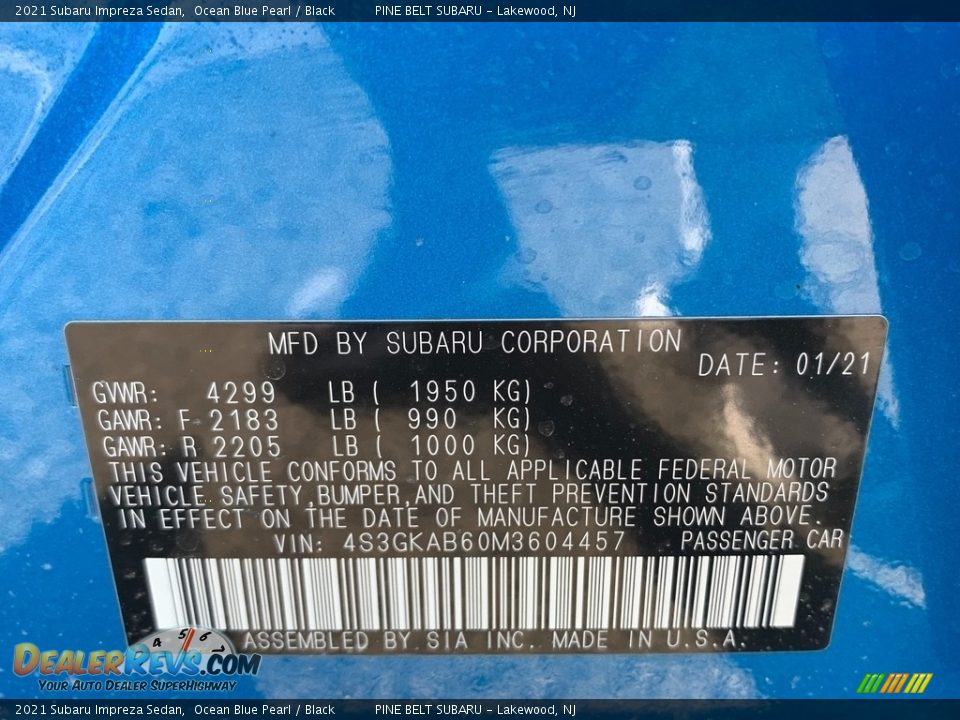 2021 Subaru Impreza Sedan, Ocean Blue Pearl / Black PINE BELT SUBARU - Lakewood, NJ
MFD BY SUBARU CORPORATION
DATE: 01/21
GVWR: 4299 LB ( 1950 KG)
GAWR: F 2183 LB ( 990 KG)
GAWR: R 2205 LB ( 1000 KG)
THIS VEHICLE CONFORMS TO ALL APPLICABLE FEDERAL MOTOR
VEHICLE SAFETY,BUMPER,AND THEFT PREVENTION STANDARDS
IN EFFECT ON THE DATE OF MANUFACTURE SHOWN ABOVE.
VIN: 4S3GKAB60M3604457 PASSENGER CAR
ASSEMBLED BY SIA INC. MADE IN U.S.A.
4 5 6 7
DEALERREVS.COM
YOUR AUTO DEALER SUPERHIGHWAY
2021 Subaru Impreza Sedan, Ocean Blue Pearl / Black PINE BELT SUBARU - Lakewood, NJ